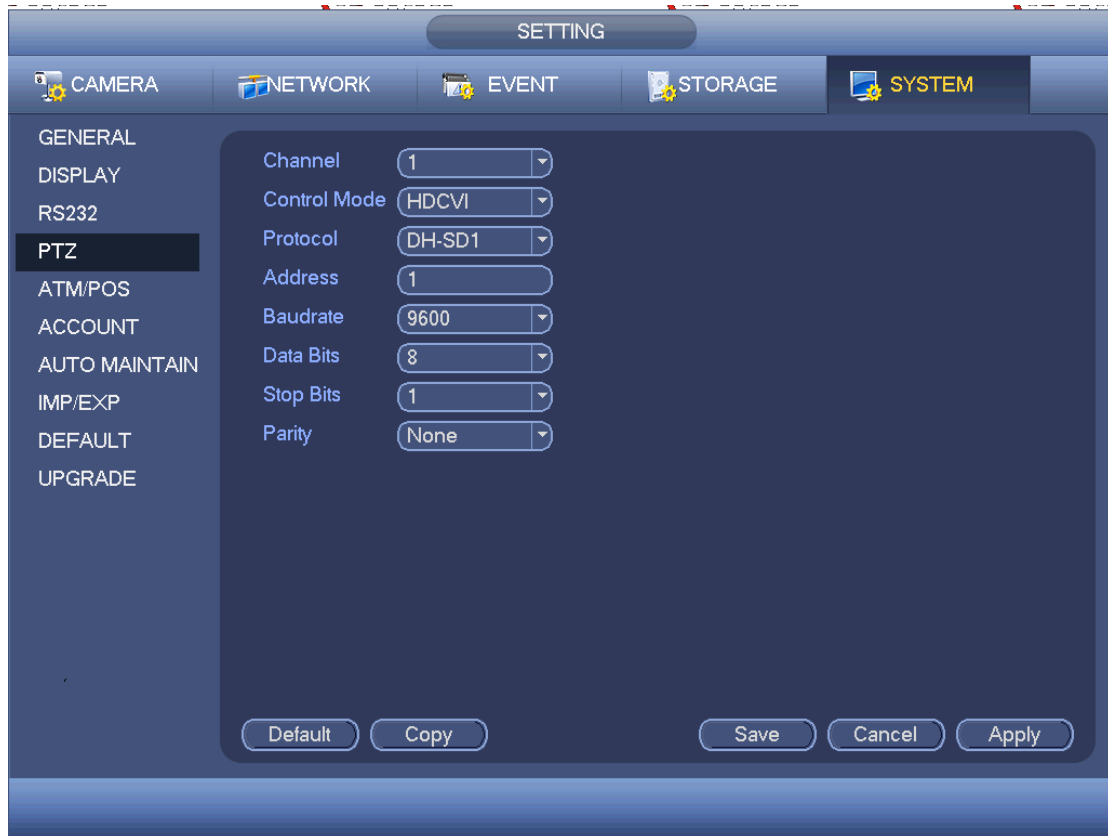 SETTING
CAMERA NETWORK EVENT STORAGE SYSTEM
GENERAL
DISPLAY
RS232
PTZ
ATM/POS
ACCOUNT
AUTO MAINTAIN
IMP/EXP
DEFAULT
UPGRADE
Channel 1
Control Mode HDCVI
Protocol DH-SD1
Address 1
Baudrate 9600
Data Bits 8
Stop Bits 1
Parity None
Default Copy Save Cancel Apply